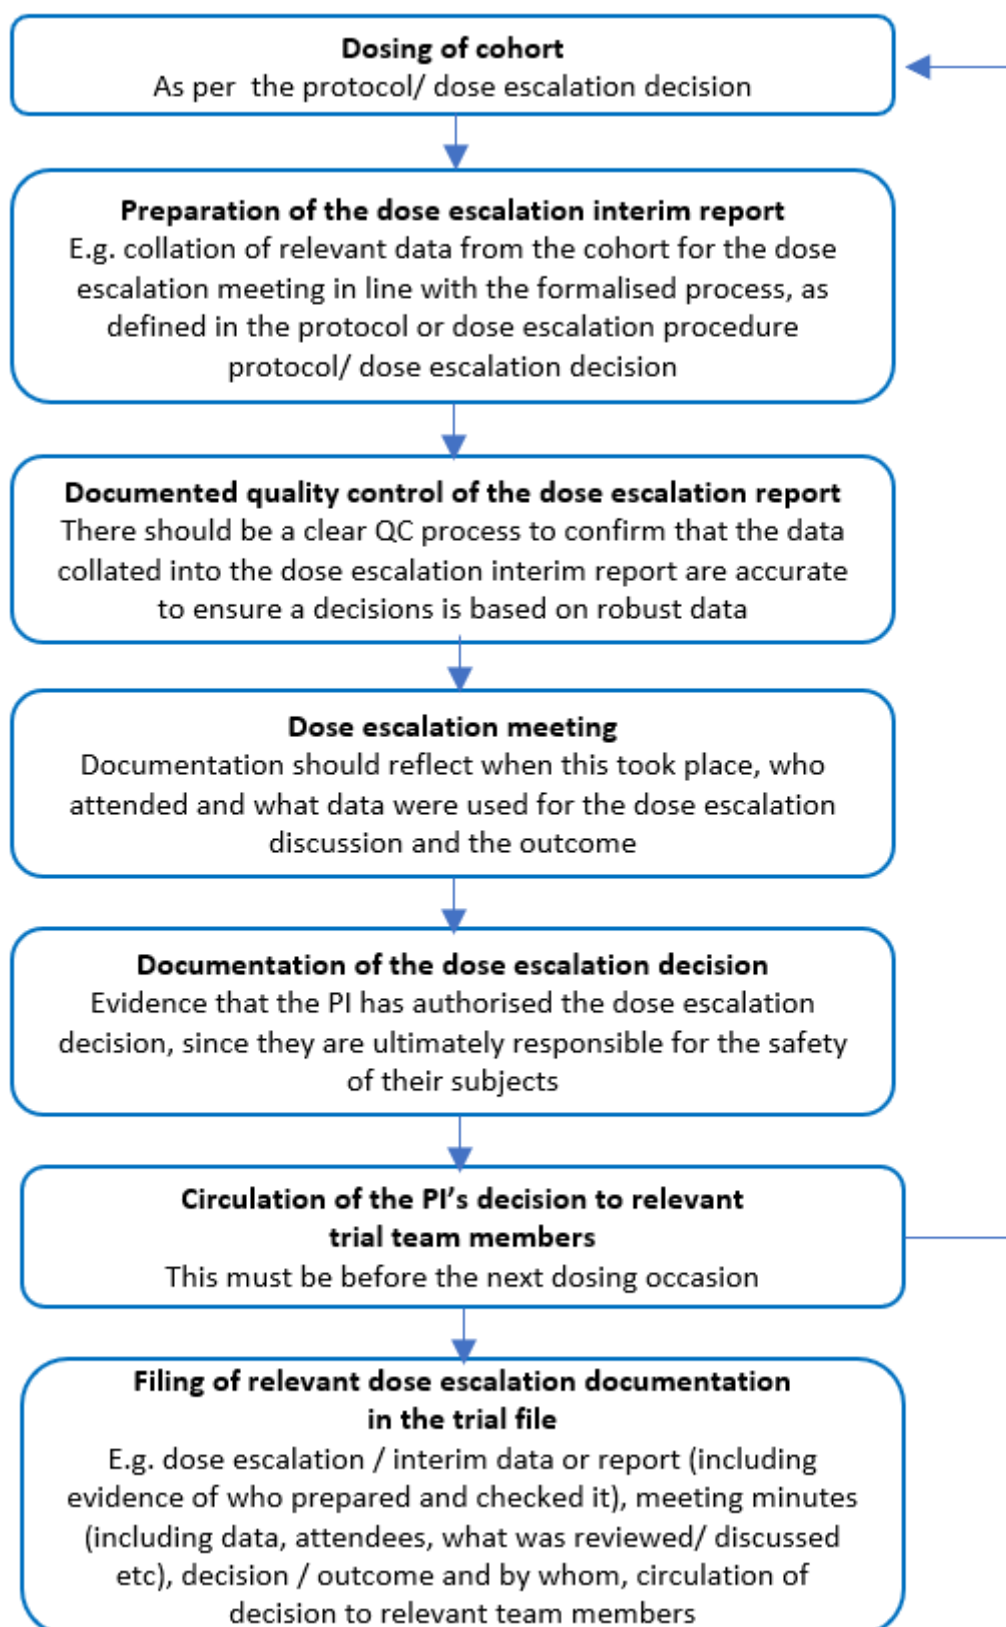 Dosing of cohort
As per the protocol/ dose escalation decision
Preparation of the dose escalation interim report
E.g. collation of relevant data from the cohort for the dose
escalation meeting in line with the formalised process, as
defined in the protocol or dose escalation procedure
protocol/ dose escalation decision
Documented quality control of the dose escalation report
There should be a clear QC process to confirm that the data
collated into the dose escalation interim report are accurate
to ensure a decisions is based on robust data
Dose escalation meeting
Documentation should reflect when this took place, who
attended and what data were used for the dose escalation
discussion and the outcome
Documentation of the dose escalation decision
Evidence that the PI has authorised the dose escalation
decision, since they are ultimately responsible for the safety
of their subjects
Circulation of the PI’s decision to relevant
trial team members
This must be before the next dosing occasion
Filing of relevant dose escalation documentation
in the trial file
E.g. dose escalation / interim data or report (including
evidence of who prepared and checked it), meeting minutes
(including data, attendees, what was reviewed/ discussed
etc), decision / outcome and by whom, circulation of
decision to relevant team members